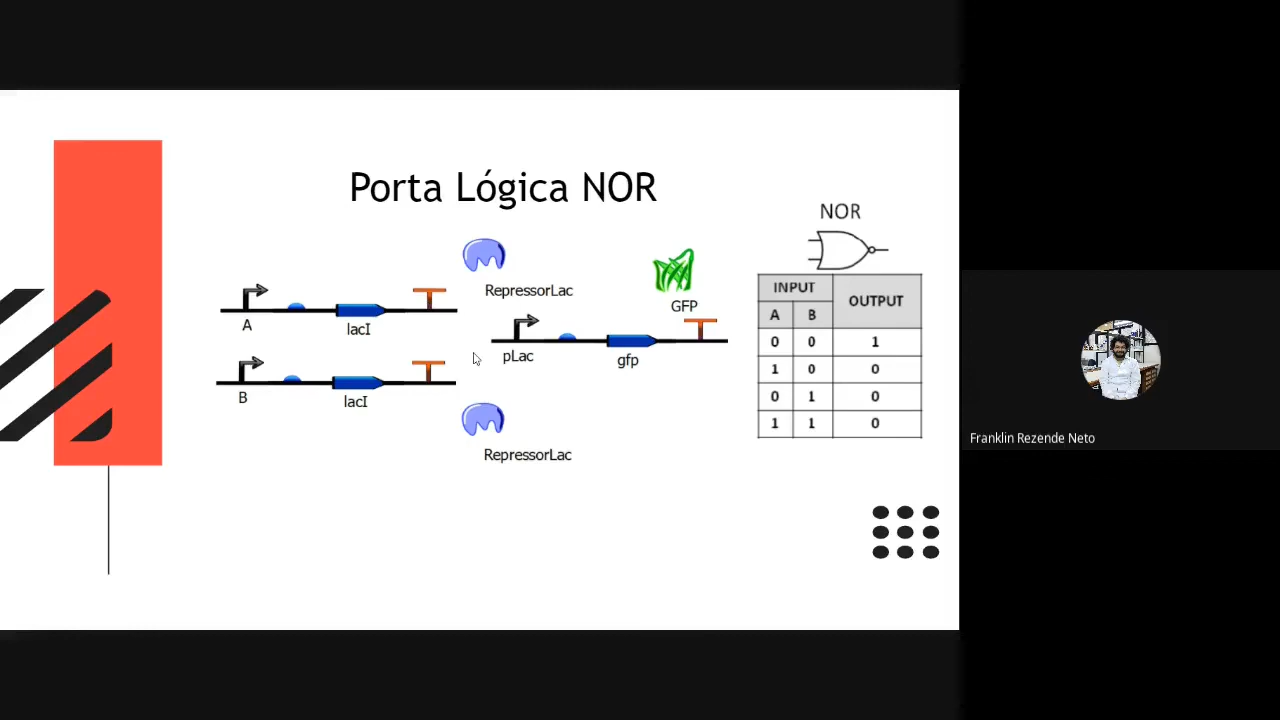 Porta Lógica NOR
NOR
RepressorLac
GFP
A
lacI
pLac
gfp
B
lacI
RepressorLac
INPUT OUTPUT
A B
0 0 1
1 0 0
0 1 0
1 1 0
Franklin Rezende Neto